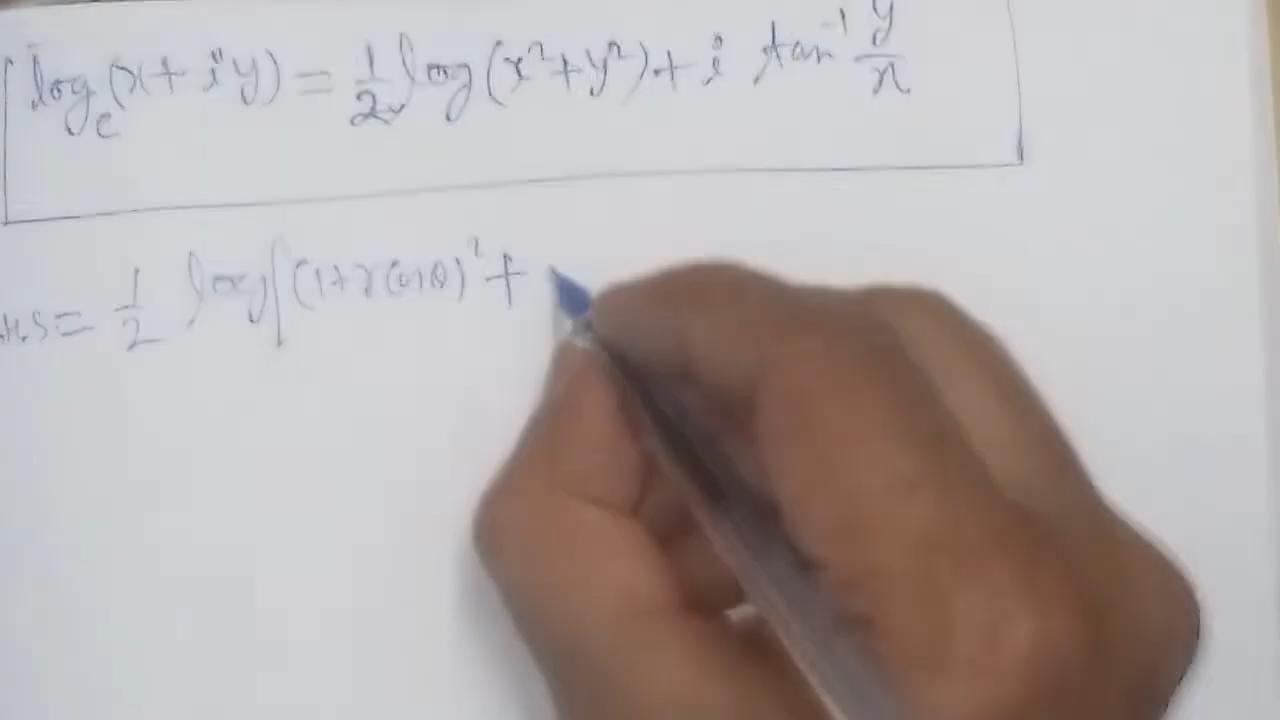 log_e(x + iy) = 1/2 log(x² + y²) + i tan⁻¹ y/x
H.S = 1/2 log[(1 + r cosθ)² +